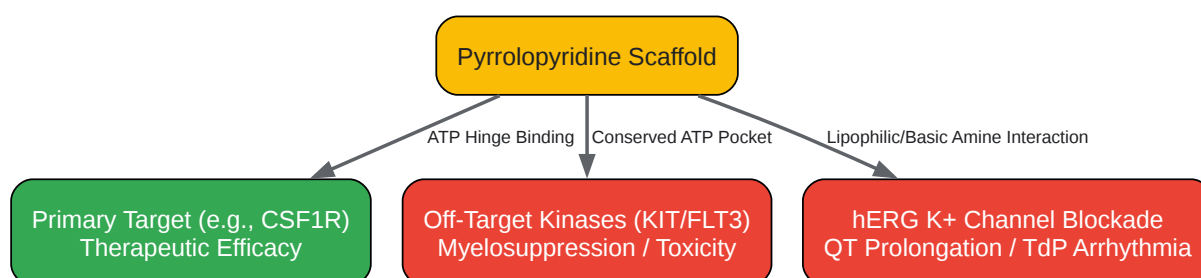 Pyrrolopyridine Scaffold
ATP Hinge Binding
Conserved ATP Pocket
Lipophilic/Basic Amine Interaction
Primary Target (e.g., CSF1R)
Therapeutic Efficacy
Off-Target Kinases (KIT/FLT3)
Myelosuppression / Toxicity
hERG K+ Channel Blockade
QT Prolongation / TdP Arrhythmia